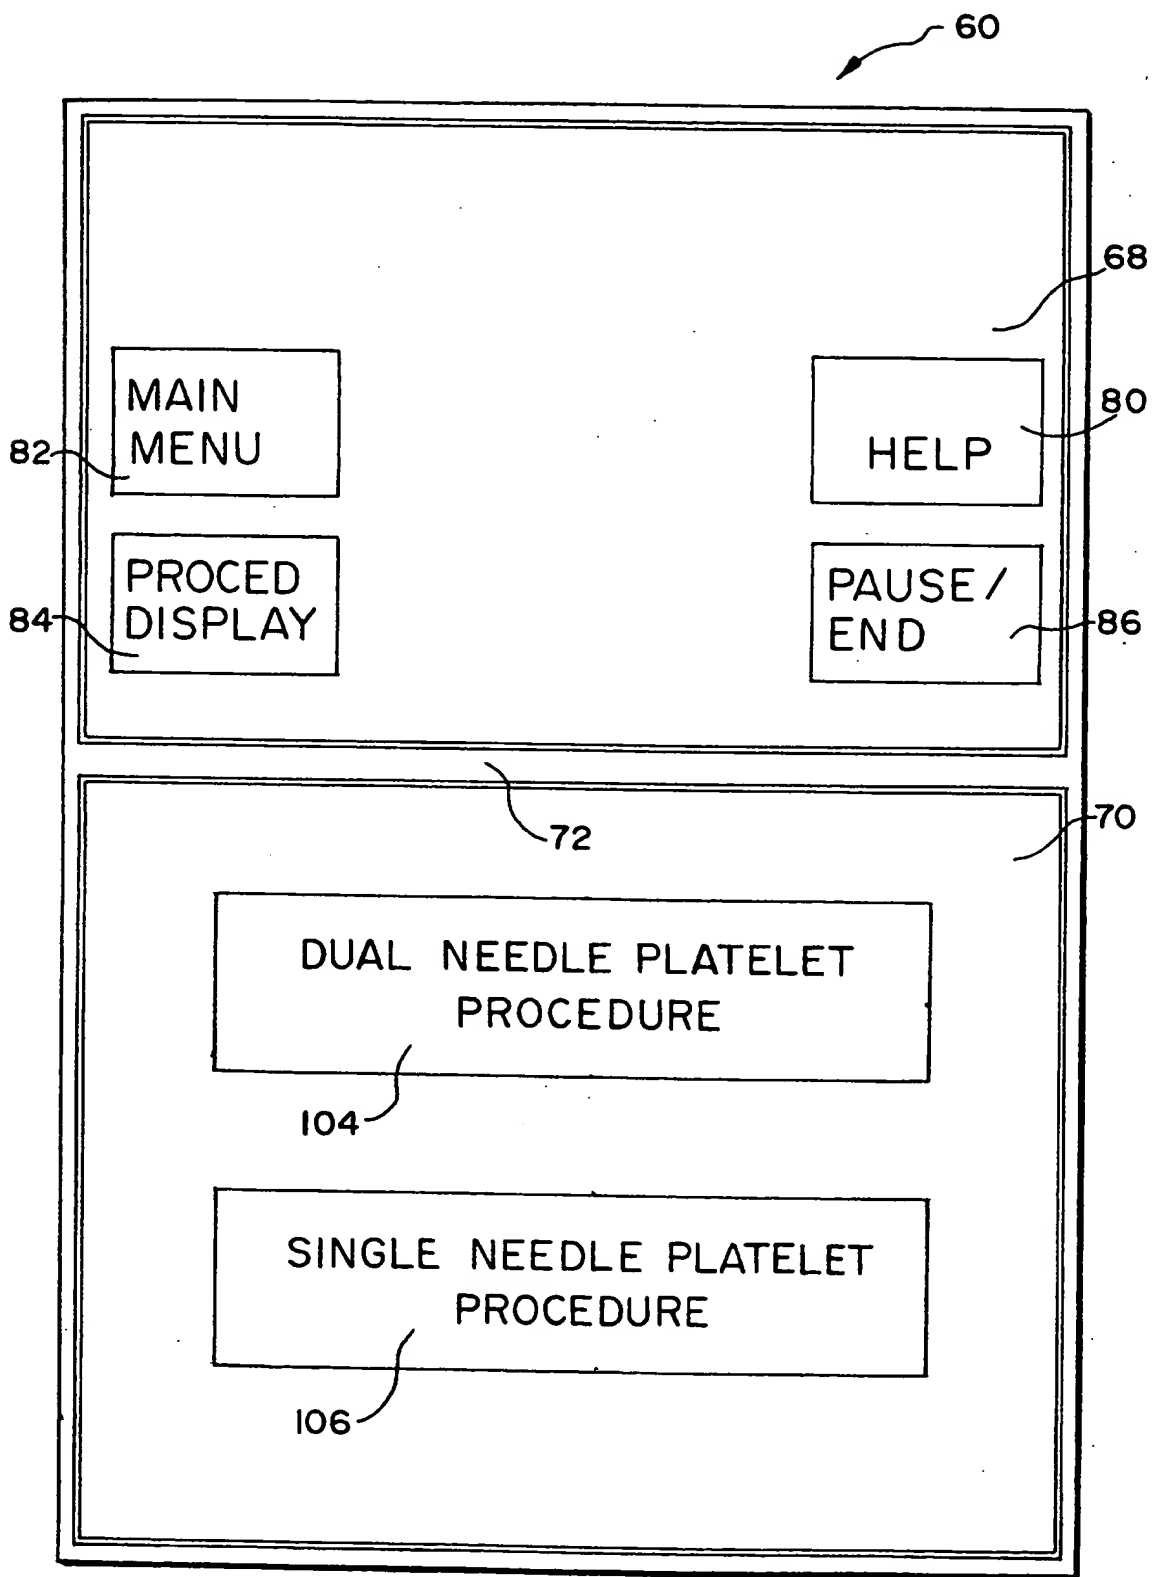 60
68
MAIN
MENU
82
HELP
80
PROCED
DISPLAY
84
PAUSE/
END
86
72
70
DUAL NEEDLE PLATELET
PROCEDURE
104
SINGLE NEEDLE PLATELET
PROCEDURE
106